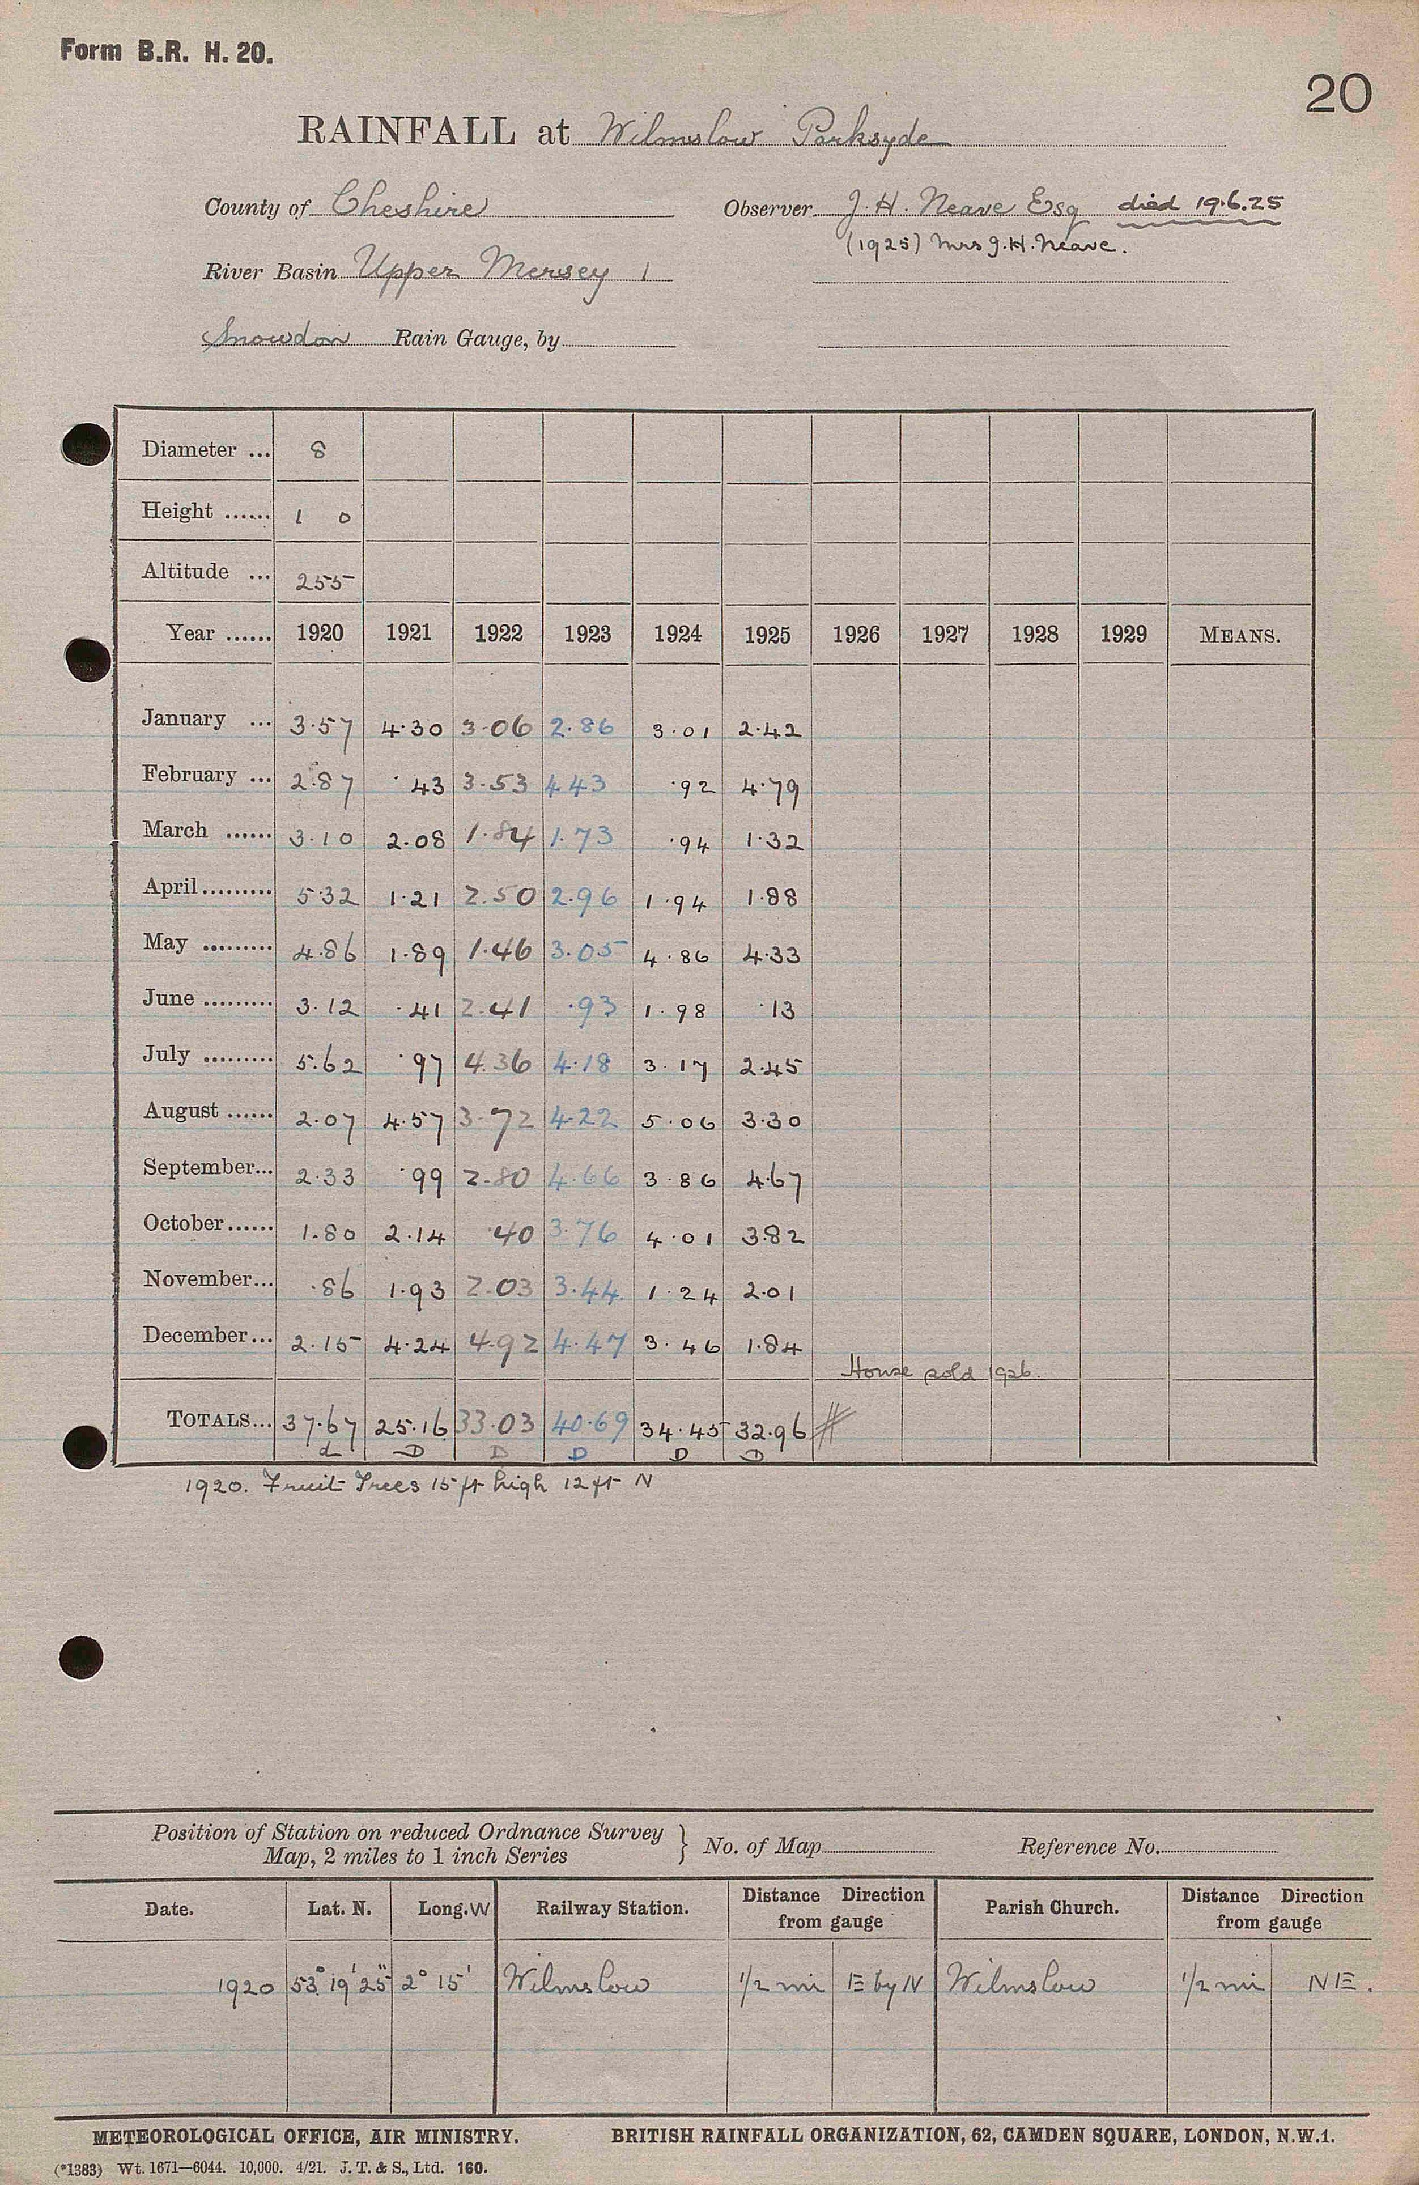 Form B.R. H. 20.
20
RAINFALL at Wilmslow Parksyde
County of Cheshire Observer J. H. Neave Esq died 19.6.25
(1925) Mrs J. H. Neave.
River Basin Upper Mersey 1
Snowdon Rain Gauge, by
Diameter ... 8
Height ...... 1 0
Altitude ... 255
Year ...... 1920 1921 1922 1923 1924 1925 1926 1927 1928 1929 MEANS.
January ... 3.57 4.30 3.06 2.86 3.01 2.42
February ... 2.87 .43 3.53 4.43 .92 4.79
March ...... 3.10 2.08 1.84 1.73 .94 1.32
April......... 5.32 1.21 2.50 2.96 1.94 1.88
May ......... 4.86 1.89 1.46 3.05 4.86 4.33
June ......... 3.12 .41 2.41 .93 1.98 .13
July ......... 5.62 .97 4.36 4.18 3.17 2.45
August ...... 2.07 4.57 3.72 4.22 5.06 3.30
September... 2.33 .99 2.80 4.66 3.86 4.67
October...... 1.80 2.14 .40 3.76 4.01 3.82
November... .86 1.93 2.03 3.44 1.24 2.01
December... 2.15 4.24 4.92 4.47 3.46 1.84
House sold 1926.
TOTALS... 37.67 25.16 33.03 40.69 34.45 32.96 #
d D D D D D
1920. Fruit Trees 15 ft high 12 ft N
Position of Station on reduced Ordnance Survey
Map, 2 miles to 1 inch Series } No. of Map Reference No.
Date. Lat. N. Long. W Railway Station. Distance Direction from gauge Parish Church. Distance Direction from gauge
1920 53° 19' 25" 2° 15' Wilmslow 1/2 mi E by N Wilmslow 1/2 mi NE.
METEOROLOGICAL OFFICE, AIR MINISTRY. BRITISH RAINFALL ORGANIZATION, 62, CAMDEN SQUARE, LONDON, N.W.1.
(*1383) Wt. 1671—6044. 10,000. 4/21. J. T. & S., Ltd. 160.